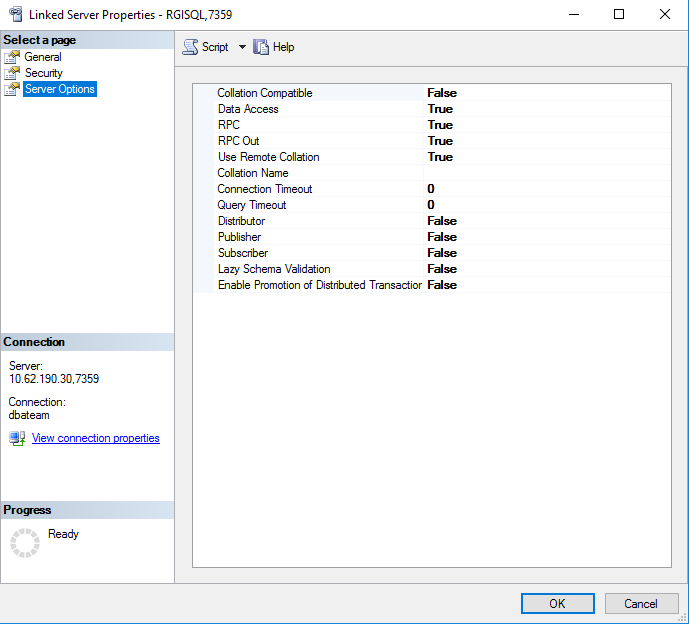 Linked Server Properties - RGISQL,7359
Select a page
General
Security
Server Options
Script
Help
Collation Compatible False
Data Access True
RPC True
RPC Out True
Use Remote Collation True
Collation Name
Connection Timeout 0
Query Timeout 0
Distributor False
Publisher False
Subscriber False
Lazy Schema Validation False
Enable Promotion of Distributed Transaction False
Connection
Server:
10.62.190.30,7359
Connection:
dbateam
View connection properties
Progress
Ready
OK
Cancel